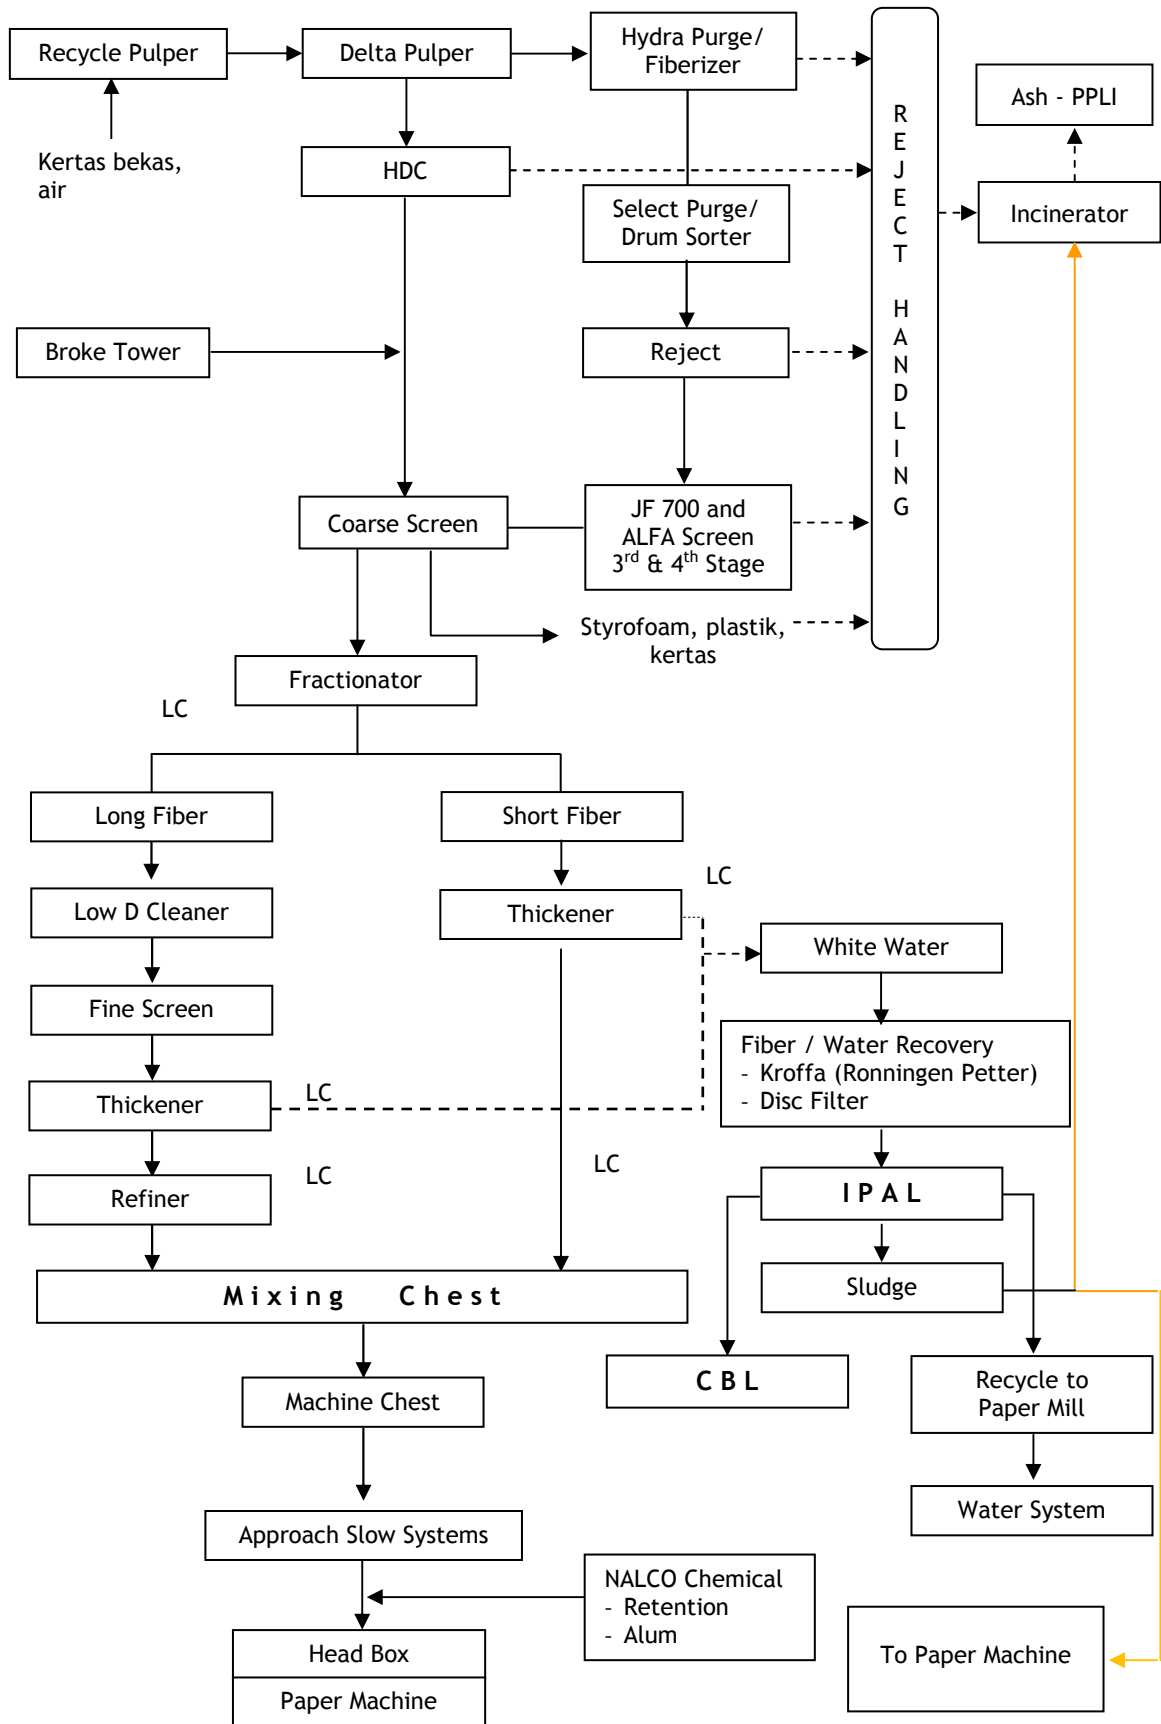 Recycle Pulper
Delta Pulper
Hydra Purge/
Fiberizer
Ash - PPLI
Kertas bekas,
air
HDC
REJECT HANDLING
Select Purge/
Drum Sorter
Incinerator
Broke Tower
Reject
Coarse Screen
JF 700 and
ALFA Screen
3rd & 4th Stage
Styrofoam, plastik,
kertas
Fractionator
LC
Long Fiber
Short Fiber
LC
Low D Cleaner
Thickener
White Water
Fine Screen
Fiber / Water Recovery
- Kroffa (Ronningen Petter)
- Disc Filter
Thickener
LC
LC
LC
Refiner
I P A L
Mixing Chest
Sludge
C B L
Recycle to
Paper Mill
Machine Chest
Water System
Approach Slow Systems
NALCO Chemical
- Retention
- Alum
Head Box
Paper Machine
To Paper Machine